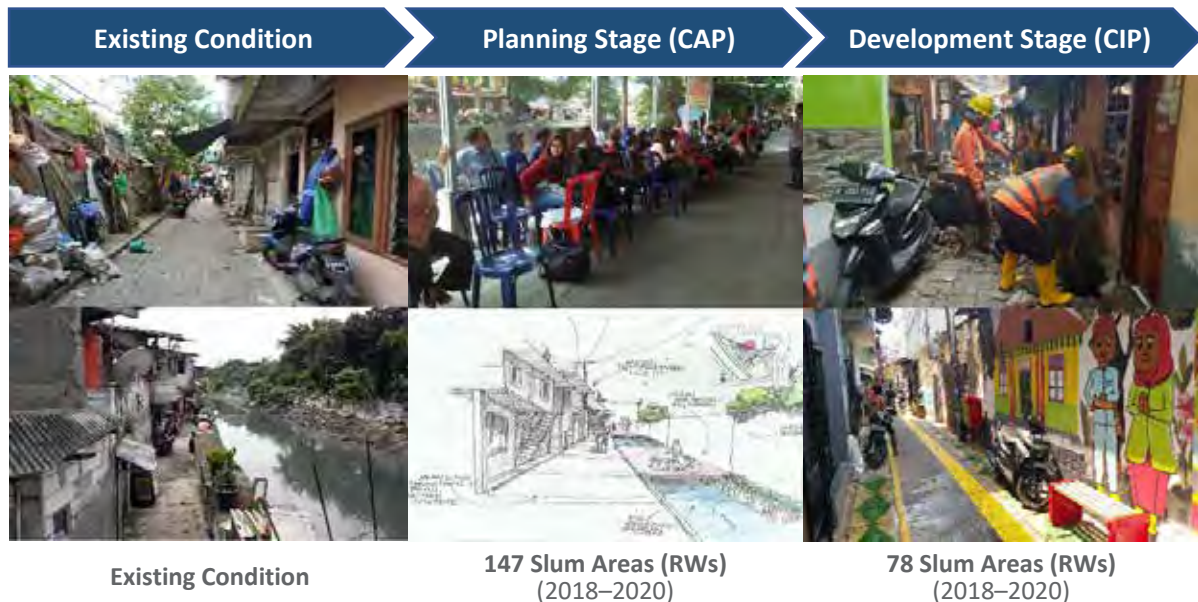 Existing Condition
Planning Stage (CAP)
Development Stage (CIP)
Existing Condition
147 Slum Areas (RWs)
(2018–2020)
78 Slum Areas (RWs)
(2018–2020)